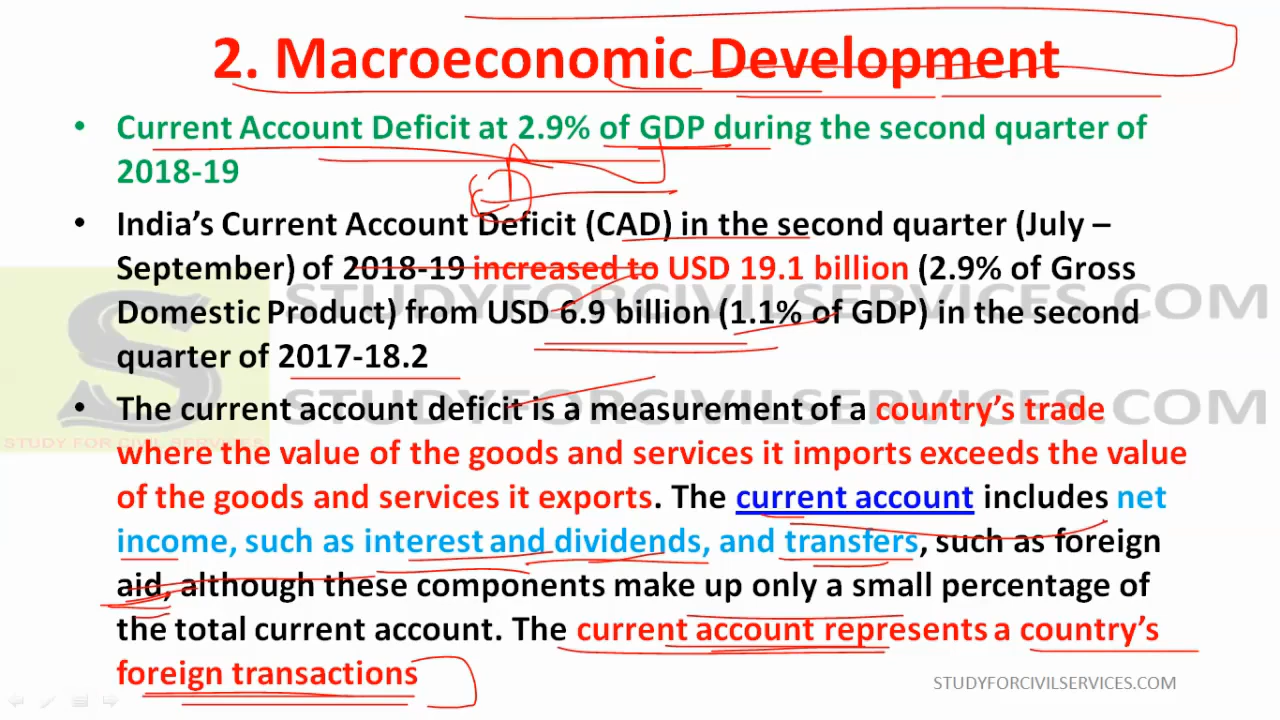 2. Macroeconomic Development
• Current Account Deficit at 2.9% of GDP during the second quarter of
2018-19
• India’s Current Account Deficit (CAD) in the second quarter (July –
September) of 2018-19 increased to USD 19.1 billion (2.9% of Gross
Domestic Product) from USD 6.9 billion (1.1% of GDP) in the second
quarter of 2017-18.2
• The current account deficit is a measurement of a country’s trade
where the value of the goods and services it imports exceeds the value
of the goods and services it exports. The current account includes net
income, such as interest and dividends, and transfers, such as foreign
aid, although these components make up only a small percentage of
the total current account. The current account represents a country’s
foreign transactions
STUDYFORCIVILSERVICES.COM
STUDYFORCIVILSERVICES.COM
S
STUDY FOR CIVIL SERVICES
STUDYFORCIVILSERVICES.COM